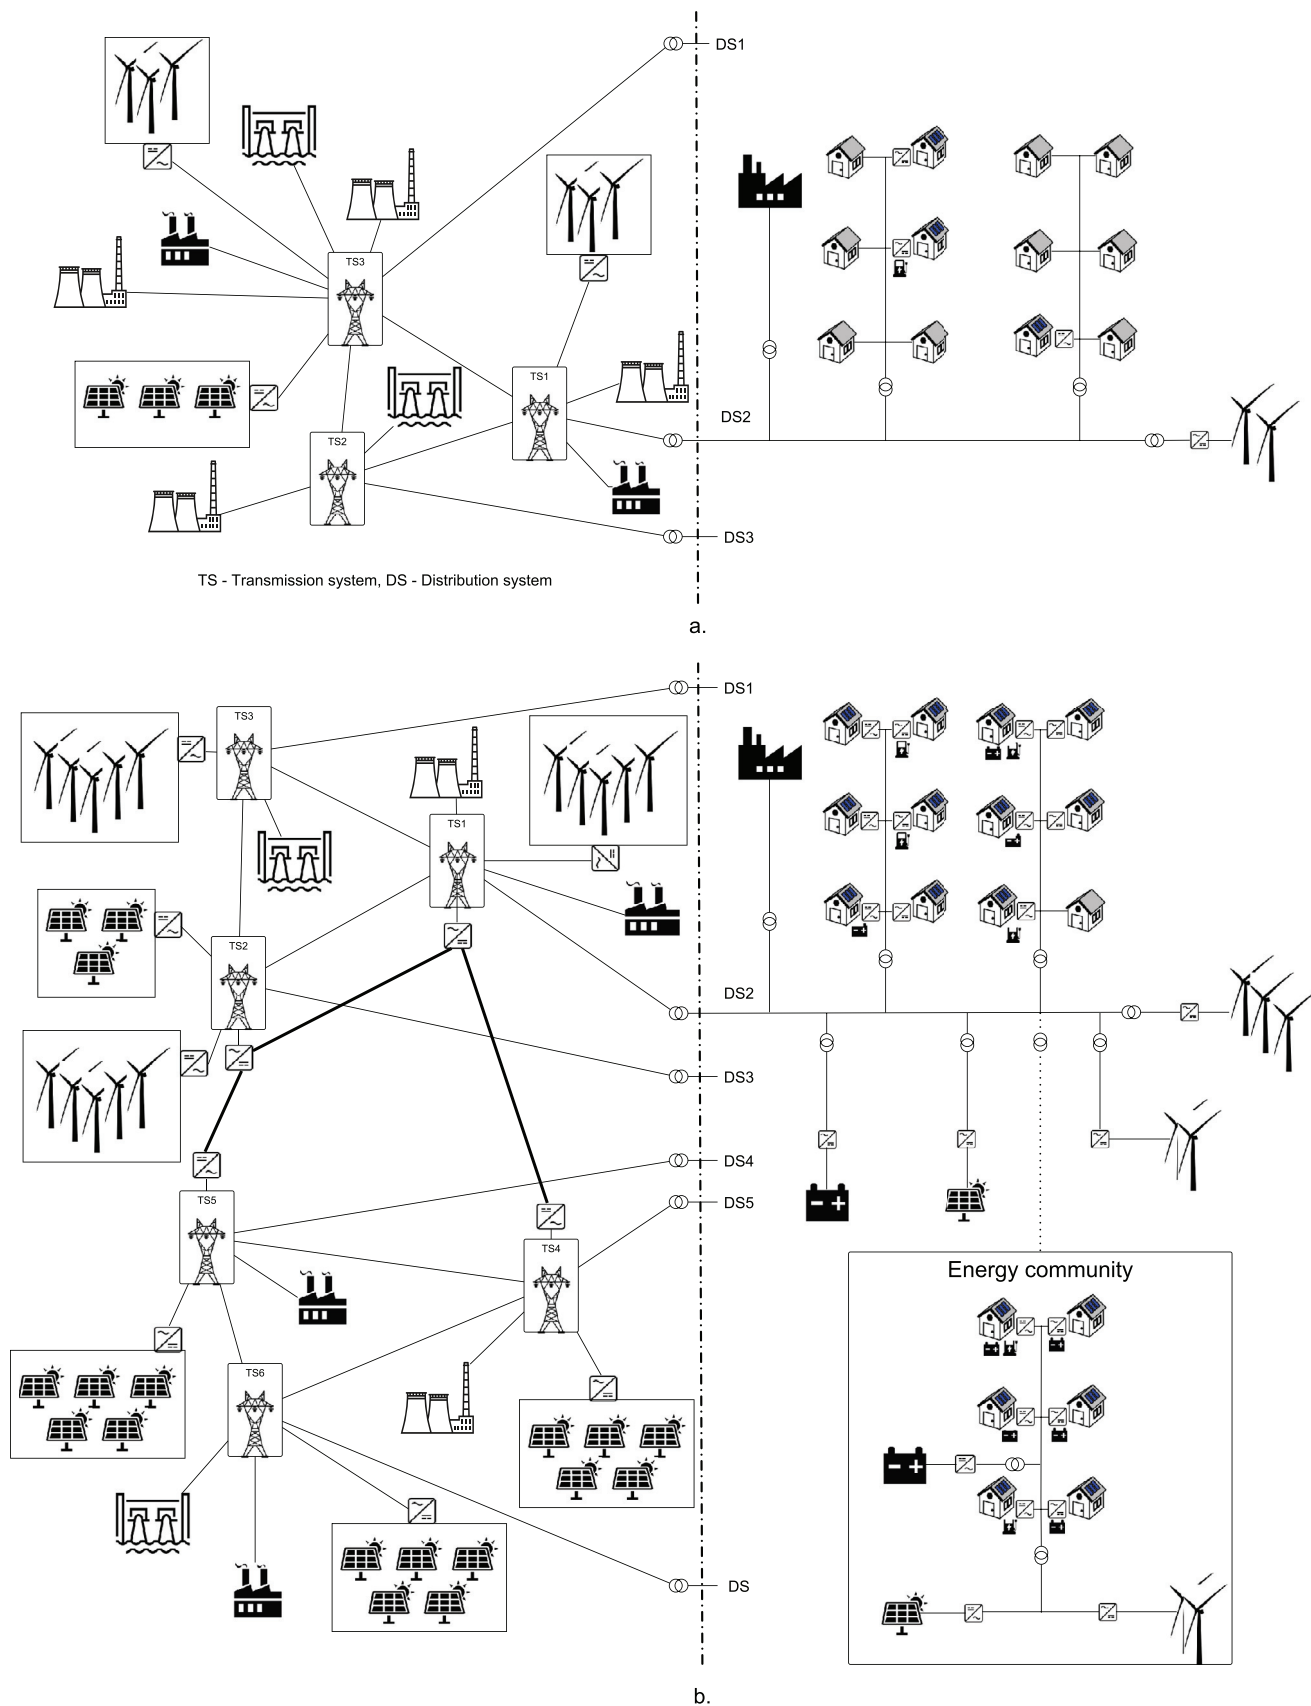 DS1
TS3
TS1
DS2
TS2
DS3
TS - Transmission system, DS - Distribution system
a.
DS1
TS3
TS1
DS2
TS2
DS3
DS4
TS5
DS5
TS4
Energy community
TS6
DS
b.